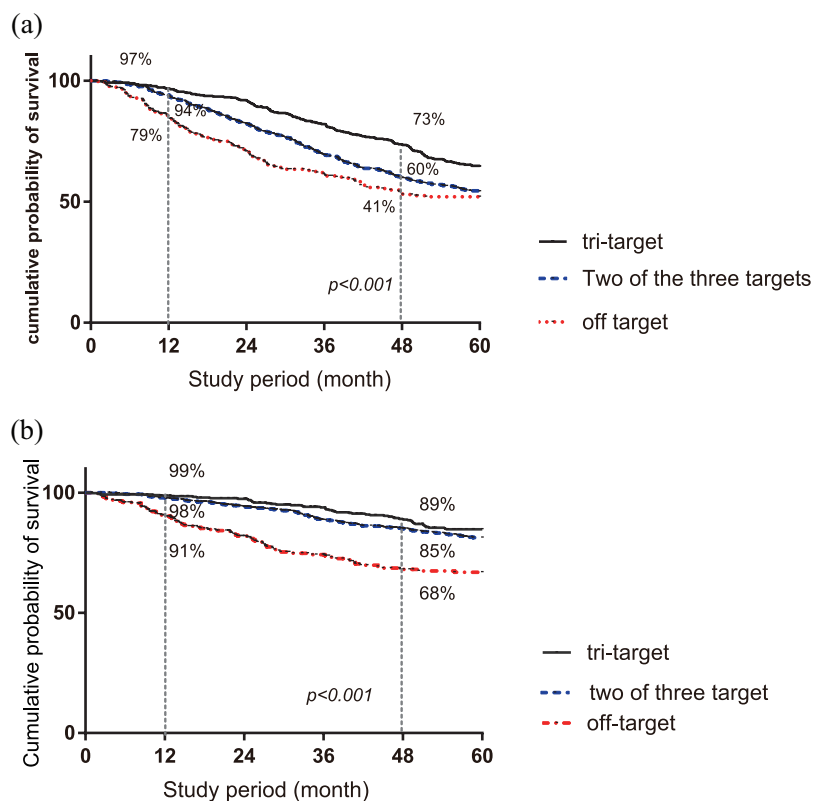 (a)
97%
100
94%
79%
73%
60%
50
41%
p<0.001
0
0 12 24 36 48 60
cumulative probability of survival
Study period (month)
tri-target
Two of the three targets
off target
(b)
99%
100
98%
91%
89%
85%
68%
50
p<0.001
0
0 12 24 36 48 60
Cumulative probability of survival
Study period (month)
tri-target
two of three target
off-target